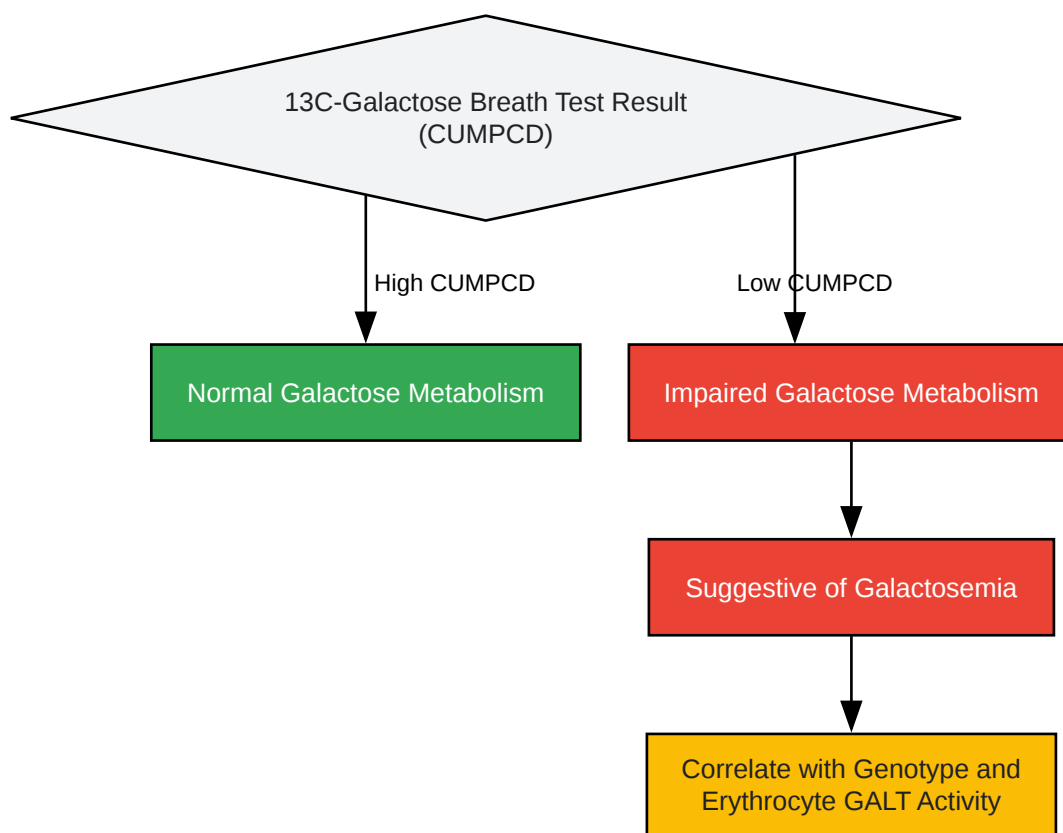 13C-Galactose Breath Test Result
(CUMPCD)
High CUMPCD
Low CUMPCD
Normal Galactose Metabolism
Impaired Galactose Metabolism
Suggestive of Galactosemia
Correlate with Genotype and
Erythrocyte GALT Activity